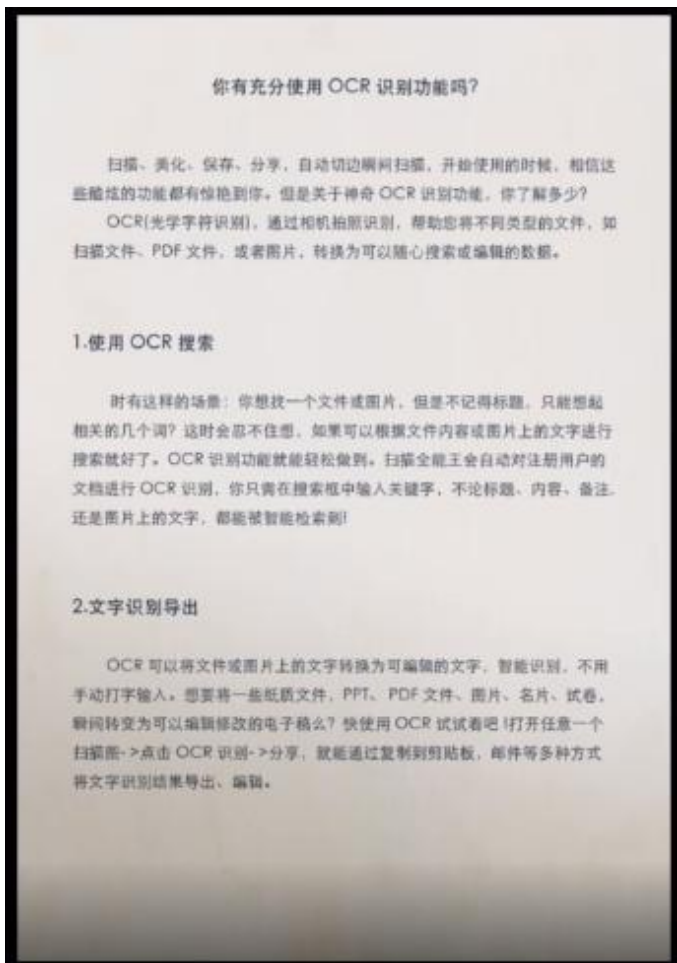 你有充分使用 OCR 识别功能吗?
扫描、美化、保存、分享，自动切边瞬间扫描，开始使用的时候，相信这
些酷炫的功能都有惊艳到你。但是关于神奇 OCR 识别功能，你了解多少?
OCR(光学字符识别)，通过相机拍照识别，帮助您将不同类型的文件，如
扫描文件、PDF 文件，或者图片，转换为可以随心搜索或编辑的数据。
1.使用 OCR 搜索
时有这样的场景：你想找一个文件或图片，但是不记得标题，只能想起
相关的几个词? 这时会忍不住想，如果可以根据文件内容或图片上的文字进行
搜索就好了。OCR 识别功能就能轻松做到。扫描全能王会自动对注册用户的
文档进行 OCR 识别，你只需在搜索框中输入关键字，不论标题、内容、备注，
还是图片上的文字，都能被智能检索到!
2.文字识别导出
OCR 可以将文件或图片上的文字转换为可编辑的文字，智能识别，不用
手动打字输入。想要将一些纸质文件，PPT、PDF 文件、图片、名片、试卷，
瞬间转变为可以编辑修改的电子稿么? 快使用 OCR 试试看吧 !打开任意一个
扫描图->点击 OCR 识别->分享，就能通过复制到剪贴板，邮件等多种方式
将文字识别结果导出、编辑。